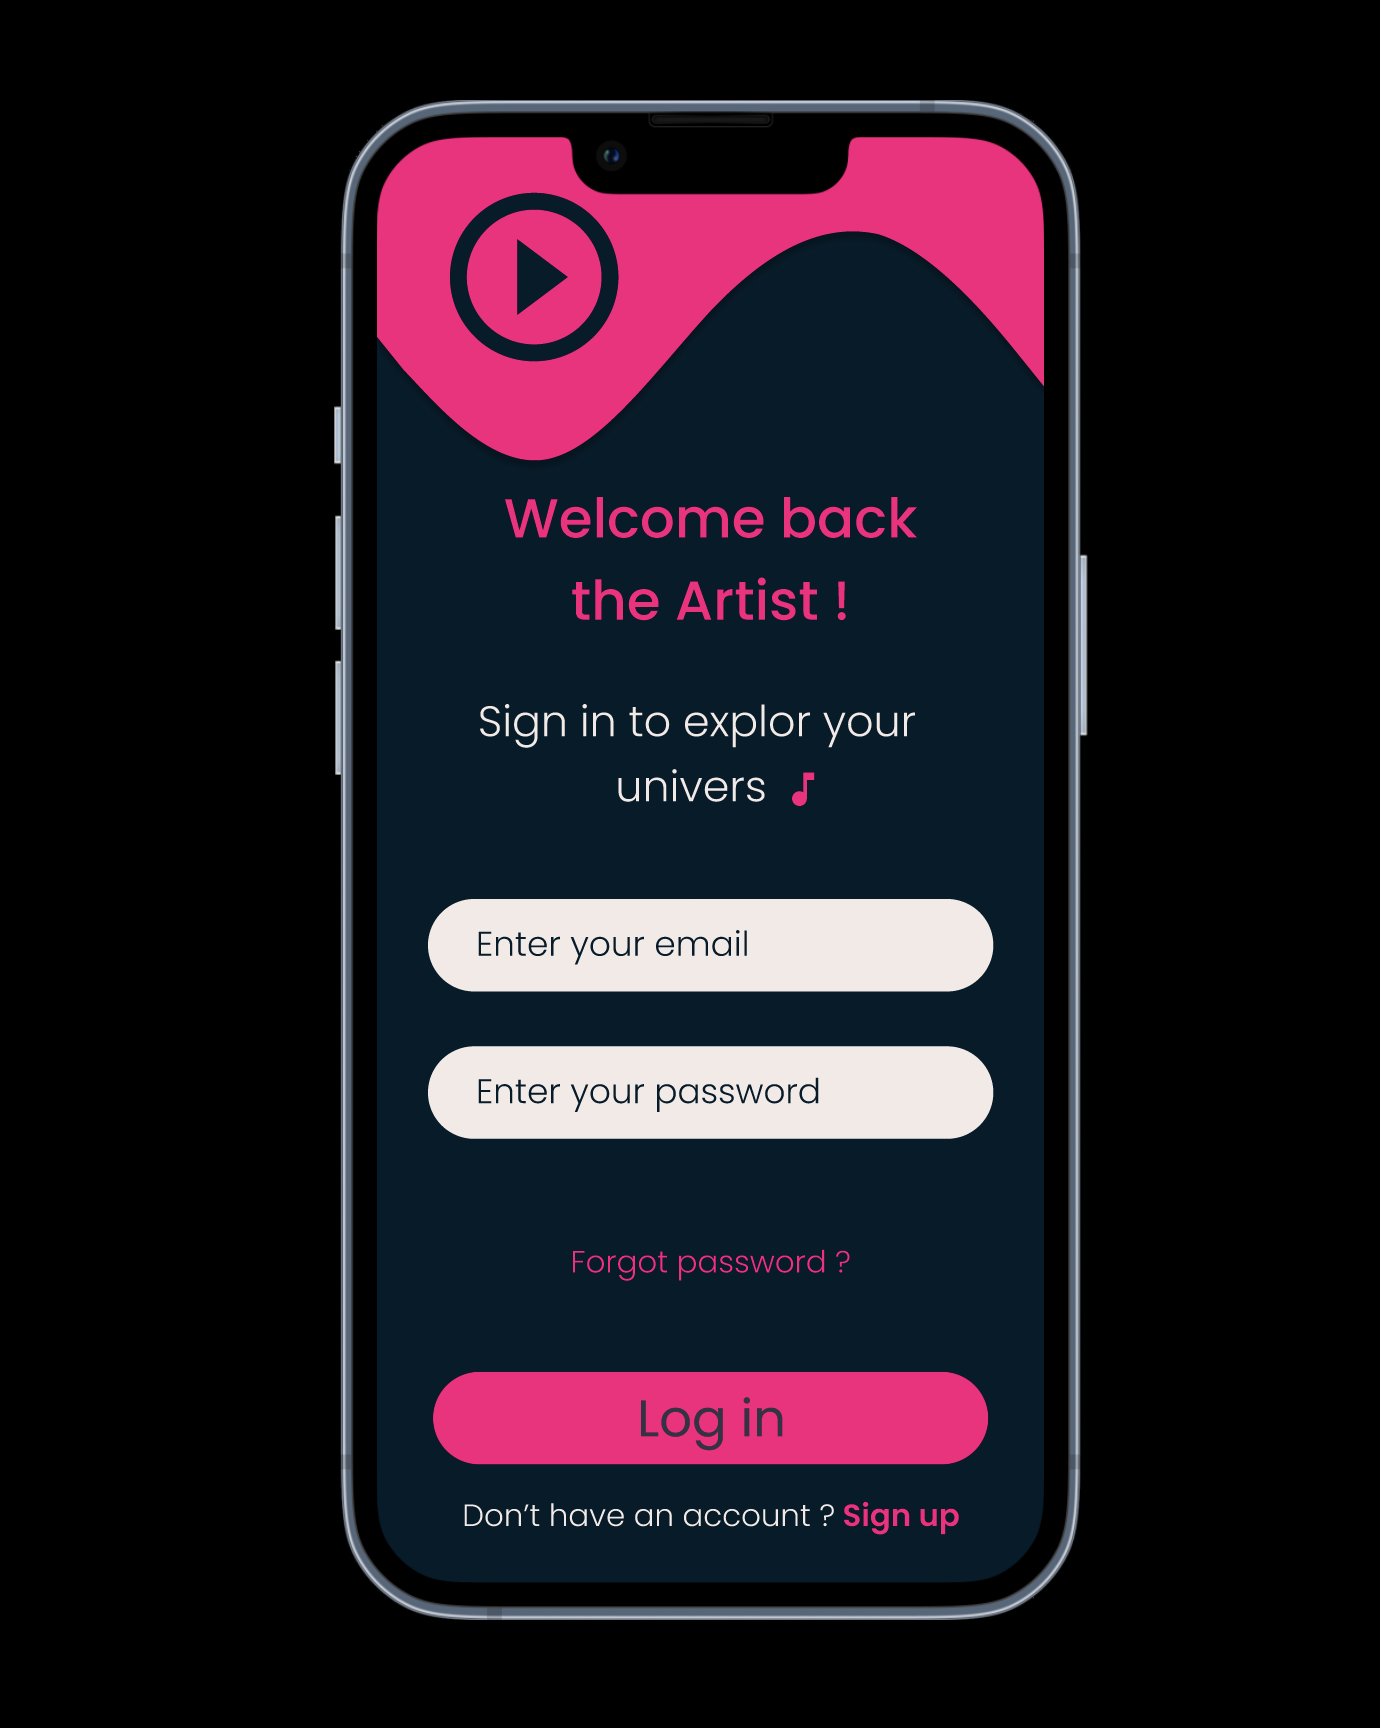 Welcome back
the Artist !
Sign in to explor your
univers
Enter your email
Enter your password
Forgot password ?
Log in
Don’t have an account ? Sign up